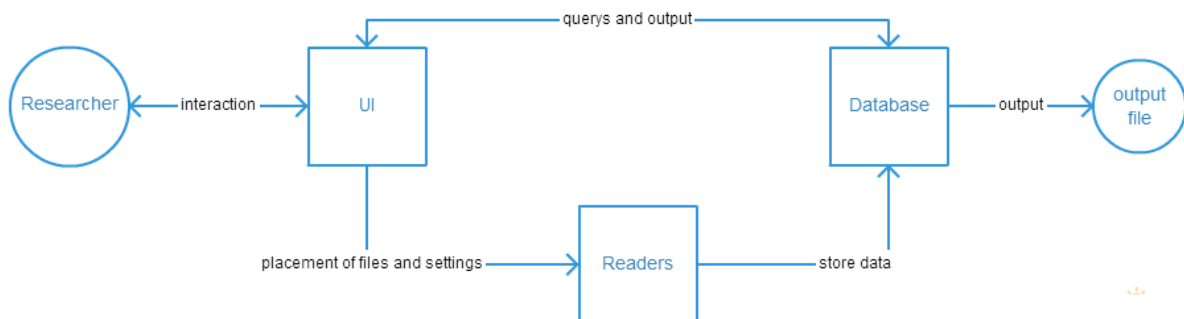 querys and output
Researcher
interaction
UI
Database
output
output
file
placement of files and settings
Readers
store data